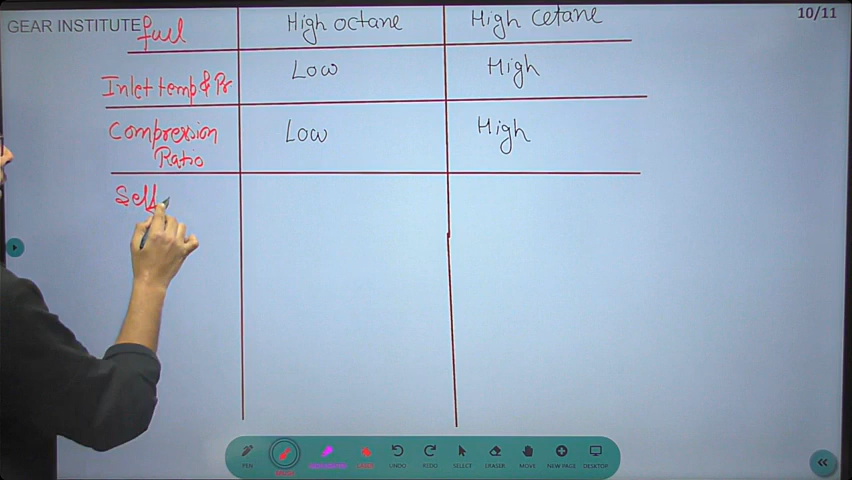 GEAR INSTITUTE
10/11
fuel High octane High Cetane
Inlet temp & Pr Low High
Compression Low High
Ratio
Self
PEN
UNDO
REDO
SELECT
ERASER
MOVE
NEW PAGE
DESKTOP